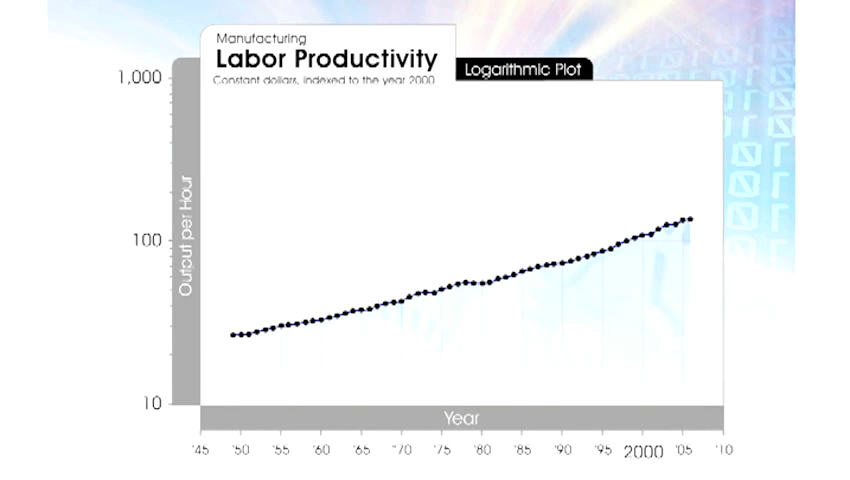 Manufacturing
Labor Productivity
Constant dollars, indexed to the year 2000
Logarithmic Plot
1,000
100
10
Output per Hour
Year
'45 '50 '55 '60 '65 '70 '75 '80 '85 '90 '95 2000 '05 '10